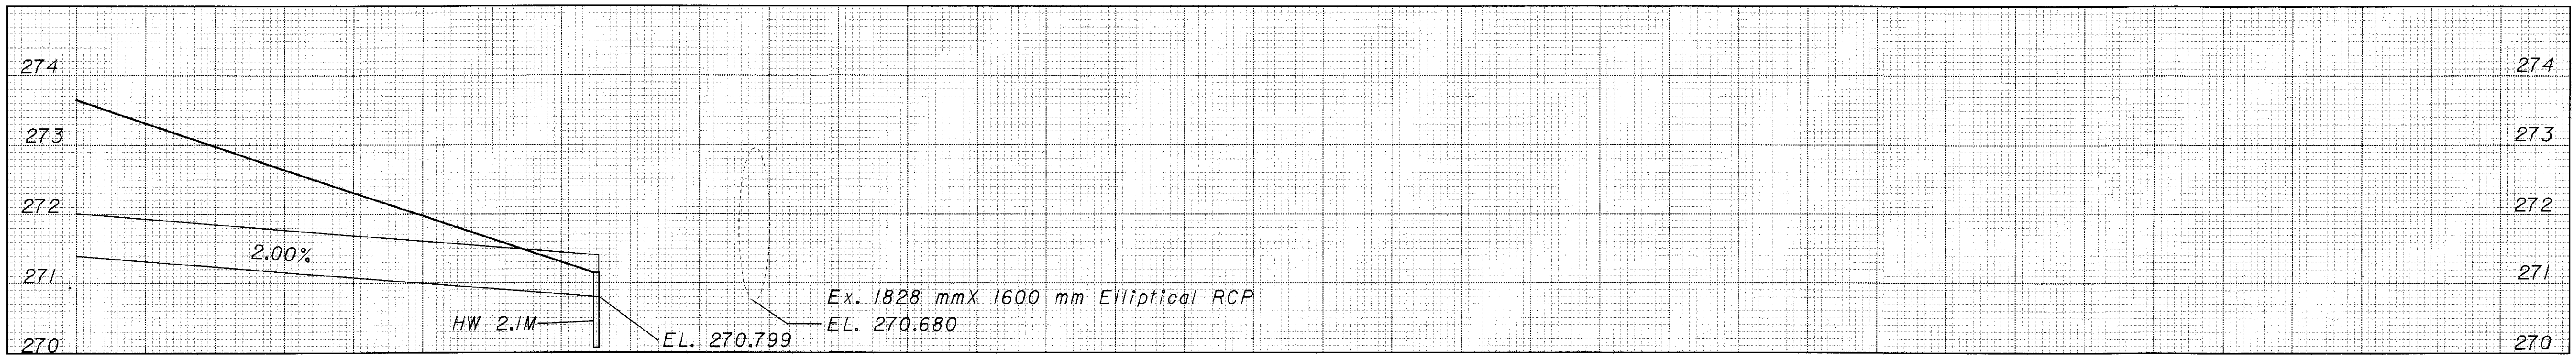 274 274
273 273
272 272
2.00%
271 271
Ex. 1828 mmX 1600 mm Elliptical RCP
HW 2.1M
EL. 270.680
EL. 270.799
270 270